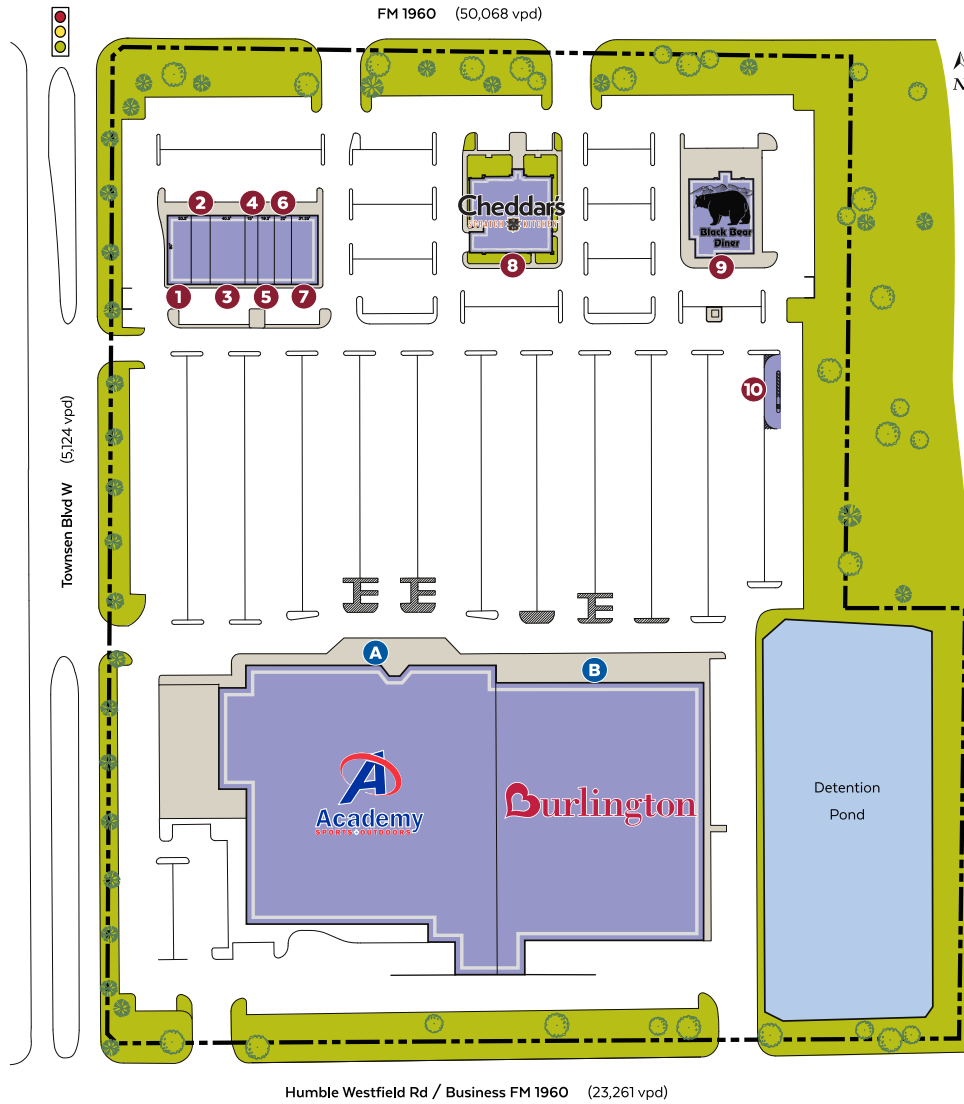 FM 1960 (50,068 vpd)
N
2 4 6
1 3 5 7
Cheddar's
8
Black Bear
Diner
9
10
Townsen Blvd W (5,124 vpd)
A
B
Academy
SPORTS + OUTDOORS
Burlington
Detention
Pond
Humble Westfield Rd / Business FM 1960 (23,261 vpd)